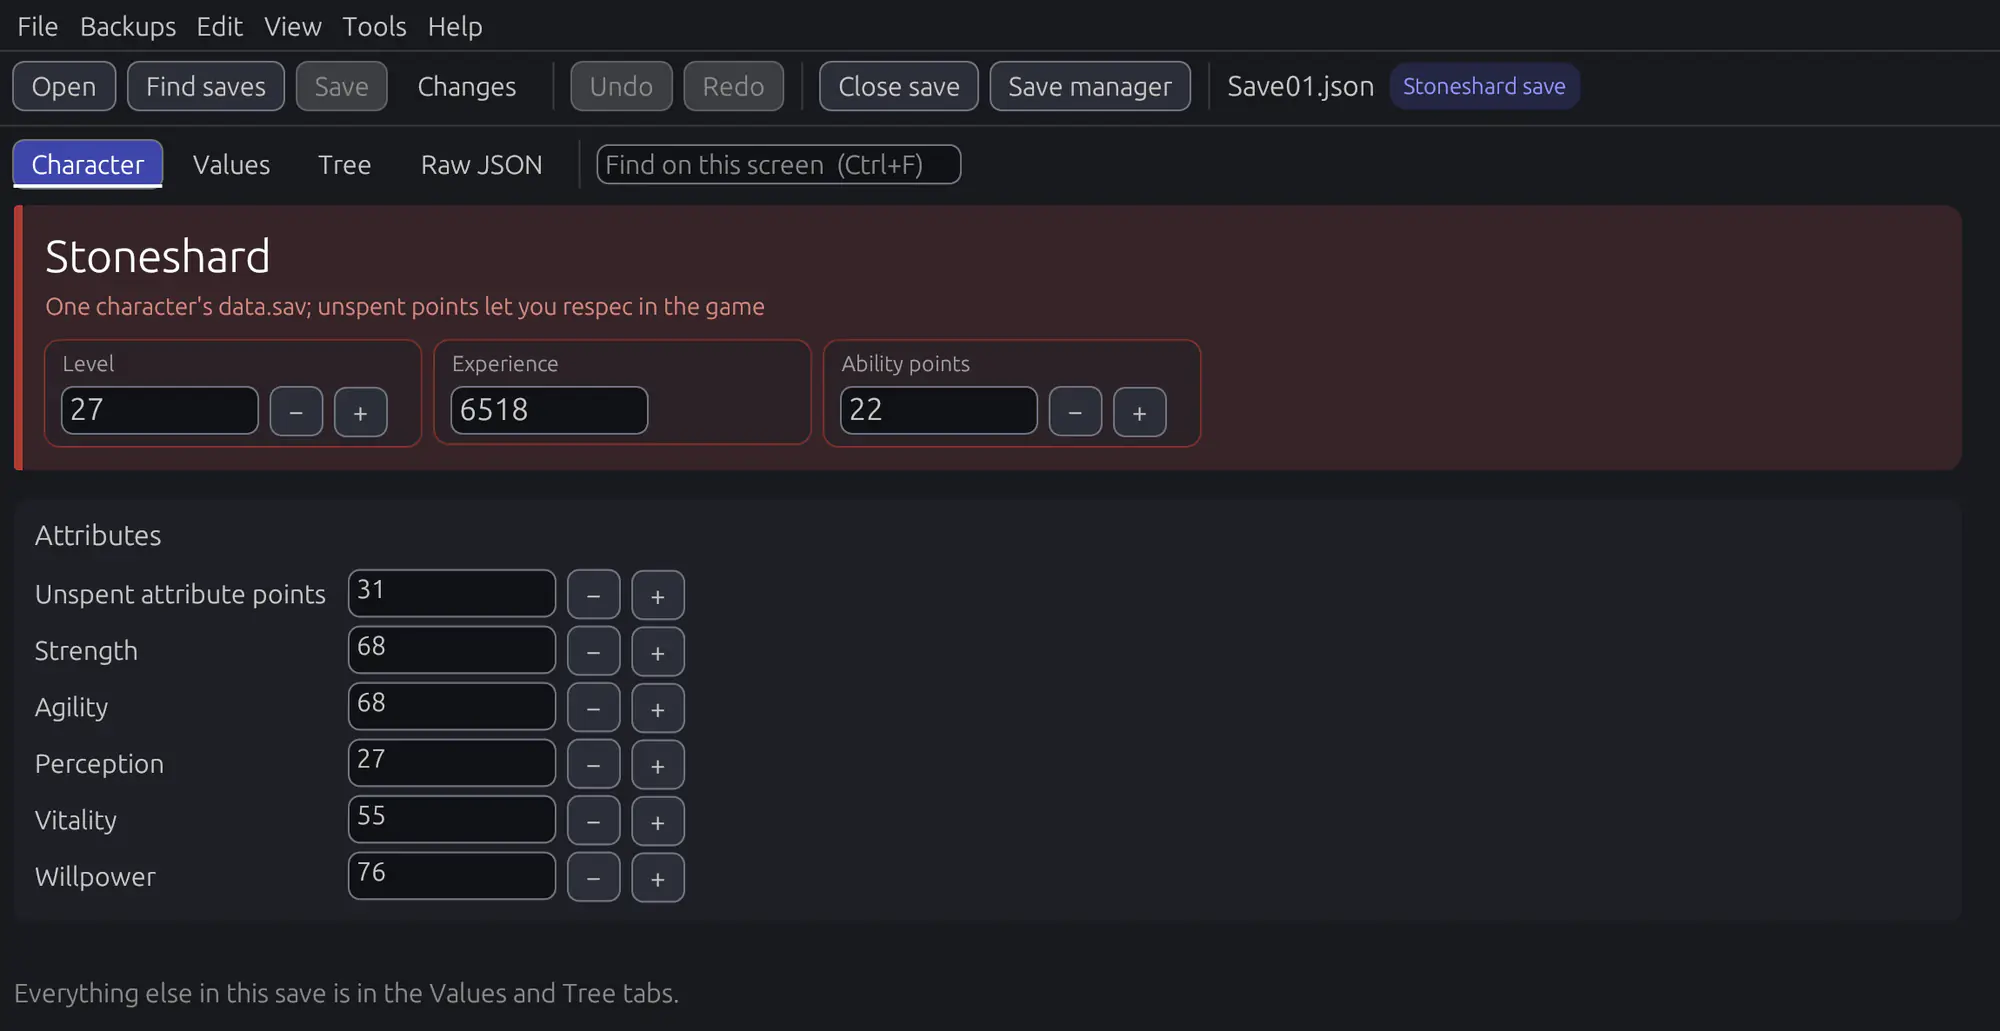 File Backups Edit View Tools Help
Open Find saves Save Changes Undo Redo Close save Save manager Save01.json Stoneshard save
Character Values Tree Raw JSON Find on this screen (Ctrl+F)
Stoneshard
One character's data.sav; unspent points let you respec in the game
Level Experience Ability points
27 − + 6518 22 − +
Attributes
Unspent attribute points 31 − +
Strength 68 − +
Agility 68 − +
Perception 27 − +
Vitality 55 − +
Willpower 76 − +
Everything else in this save is in the Values and Tree tabs.